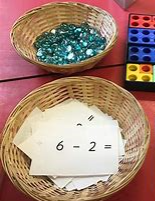 6 - 2 =